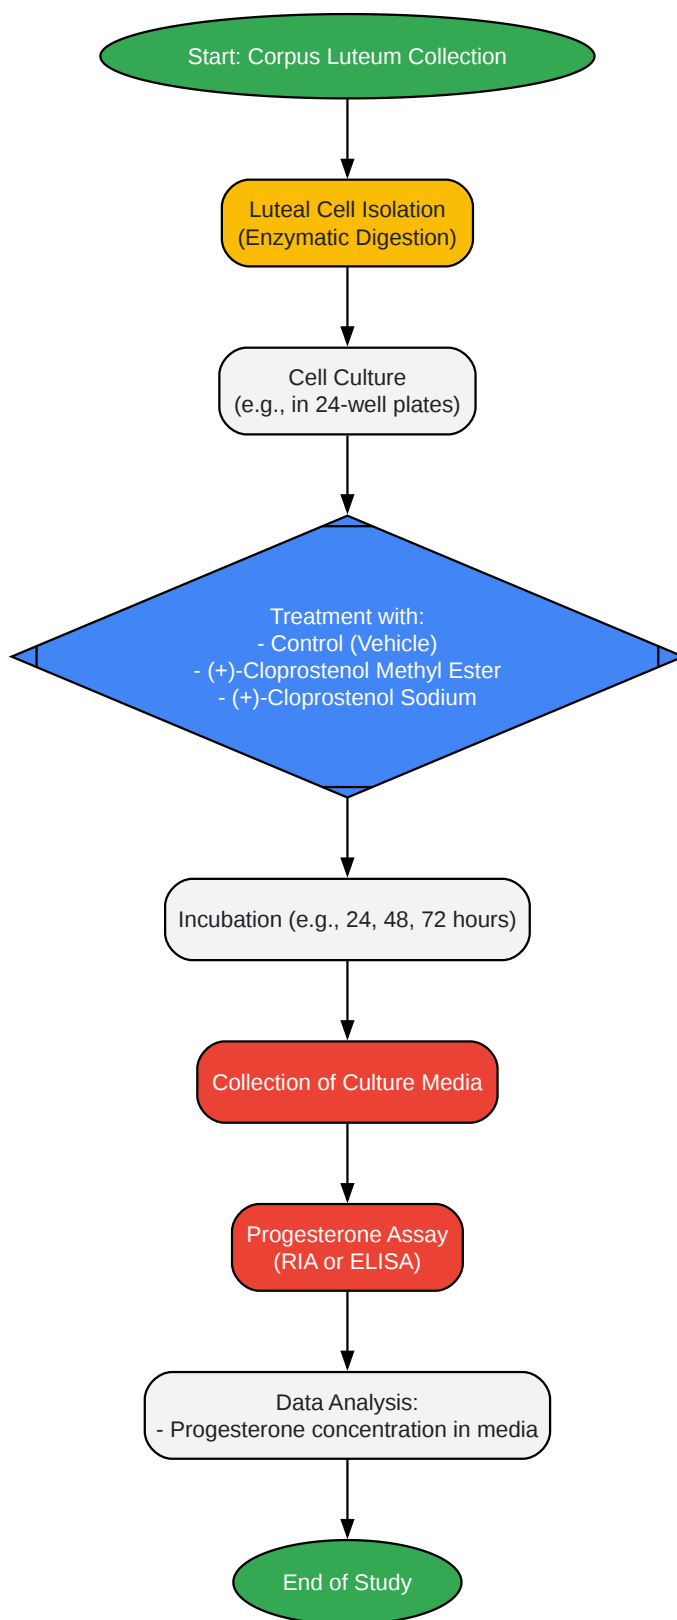 Start: Corpus Luteum Collection
Luteal Cell Isolation
(Enzymatic Digestion)
Cell Culture
(e.g., in 24-well plates)
Treatment with:
- Control (Vehicle)
- (+)-Cloprostenol Methyl Ester
- (+)-Cloprostenol Sodium
Incubation (e.g., 24, 48, 72 hours)
Collection of Culture Media
Progesterone Assay
(RIA or ELISA)
Data Analysis:
- Progesterone concentration in media
End of Study